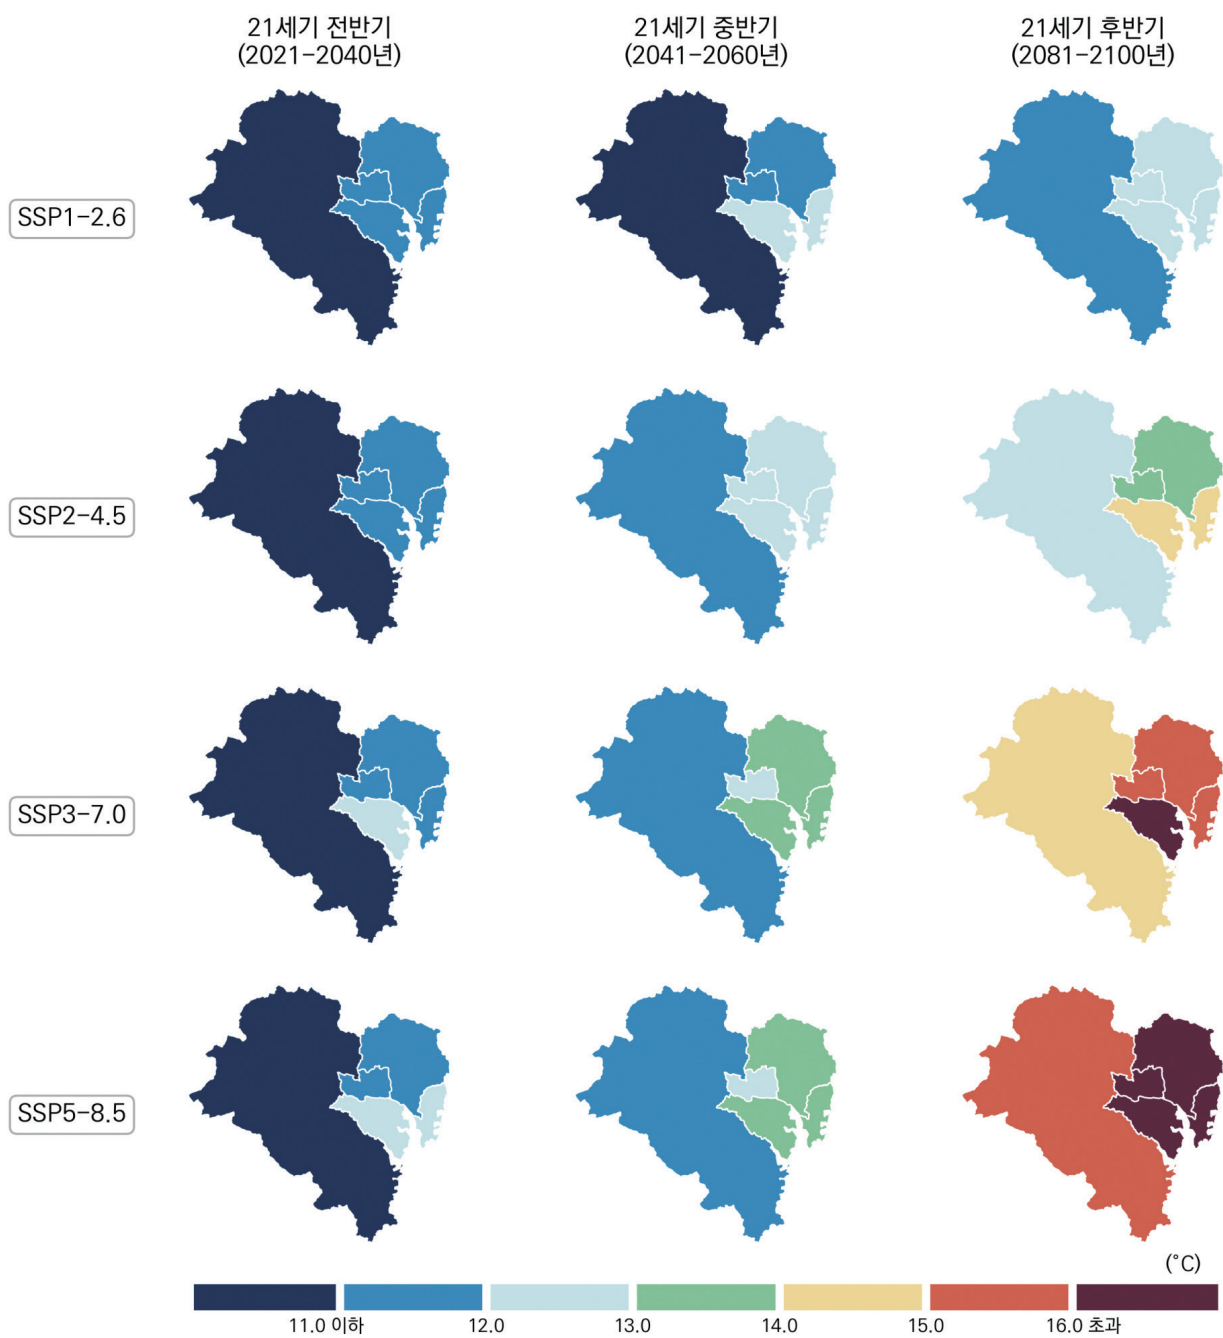 21세기 전반기
(2021-2040년)
21세기 중반기
(2041-2060년)
21세기 후반기
(2081-2100년)
SSP1-2.6
SSP2-4.5
SSP3-7.0
SSP5-8.5
(°C)
11.0 이하
12.0
13.0
14.0
15.0
16.0 초과